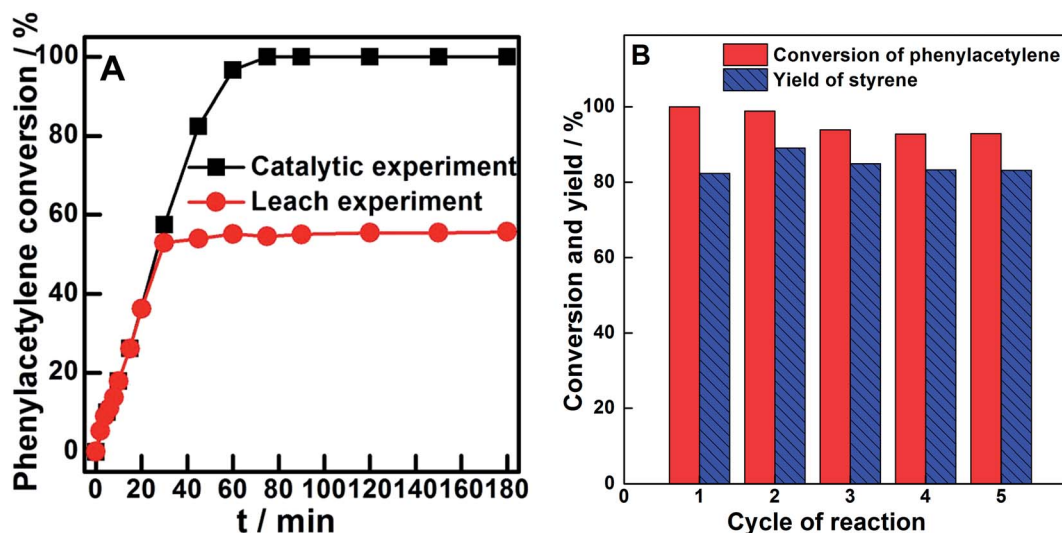 A
Phenylacetylene conversion / %
100
80
60
40
20
0
Catalytic experiment
Leach experiment
0 20 40 60 80 100 120 140 160 180
t / min
B
Conversion of phenylacetylene
Yield of styrene
Conversion and yield / %
100
80
60
40
20
0
0 1 2 3 4 5
Cycle of reaction